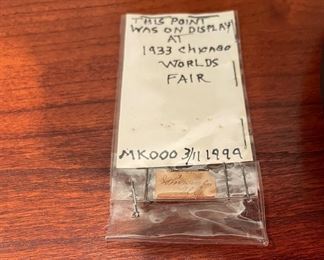 THIS POINT
WAS ON DISPLAY
AT
1933 Chicago
WORLDS
FAIR
MK000 3/11 1999